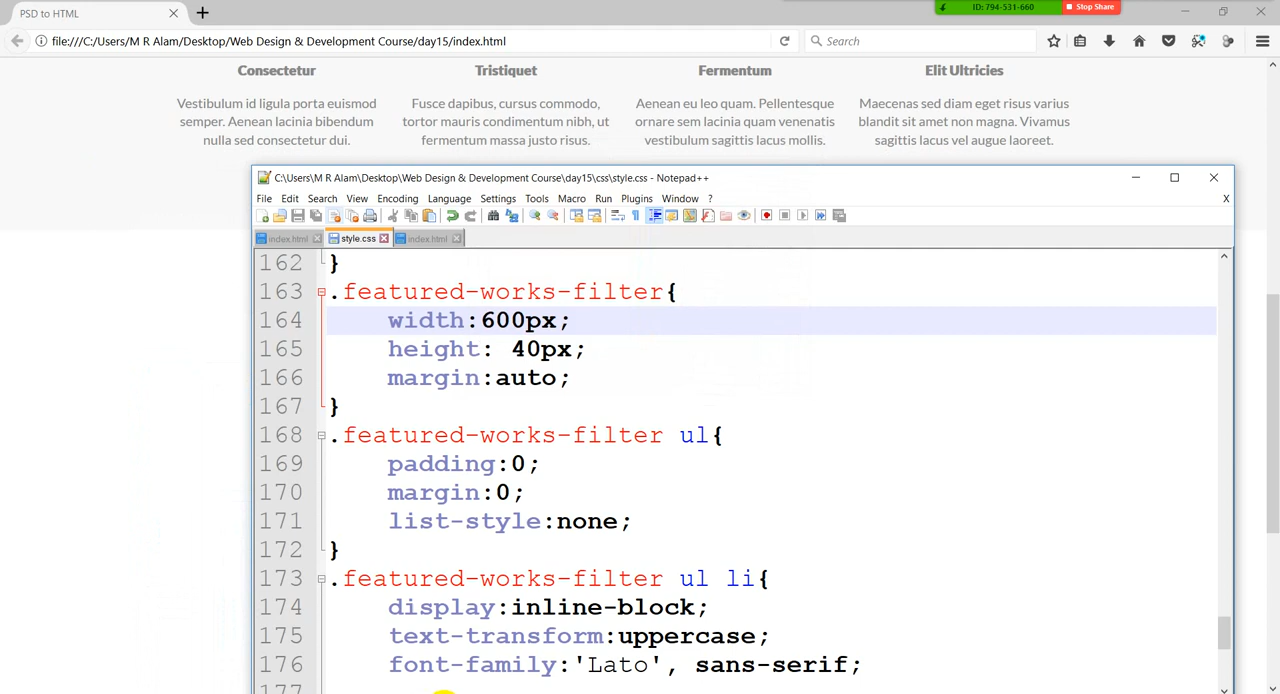 PSD to HTML
ID: 794-531-660
Stop Share
file:///C:/Users/M R Alam/Desktop/Web Design & Development Course/day15/index.html
Search
Consectetur Tristiquet Fermentum Elit Ultricies
Vestibulum id ligula porta euismod Fusce dapibus, cursus commodo, Aenean eu leo quam. Pellentesque Maecenas sed diam eget risus varius
semper. Aenean lacinia bibendum tortor mauris condimentum nibh, ut ornare sem lacinia quam venenatis blandit sit amet non magna. Vivamus
nulla sed consectetur dui. fermentum massa justo risus. vestibulum sagittis lacus mollis. sagittis lacus vel augue laoreet.
C:\Users\M R Alam\Desktop\Web Design & Development Course\day15\css\style.css - Notepad++
File Edit Search View Encoding Language Settings Tools Macro Run Plugins Window ? X
index.html style.css index.html
162 }
163 .featured-works-filter{
164 width:600px;
165 height: 40px;
166 margin:auto;
167 }
168 .featured-works-filter ul{
169 padding:0;
170 margin:0;
171 list-style:none;
172 }
173 .featured-works-filter ul li{
174 display:inline-block;
175 text-transform:uppercase;
176 font-family:'Lato', sans-serif;
177